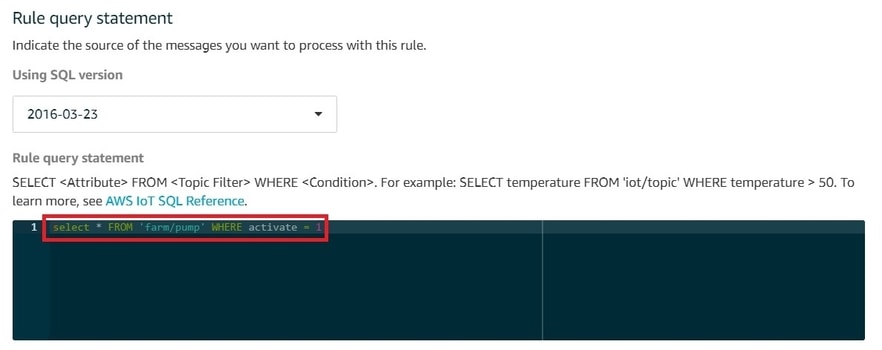 Rule query statement
Indicate the source of the messages you want to process with this rule.
Using SQL version
2016-03-23
Rule query statement
SELECT <Attribute> FROM <Topic Filter> WHERE <Condition>. For example: SELECT temperature FROM 'iot/topic' WHERE temperature > 50. To
learn more, see AWS IoT SQL Reference.
1 select * FROM 'farm/pump' WHERE activate = 1